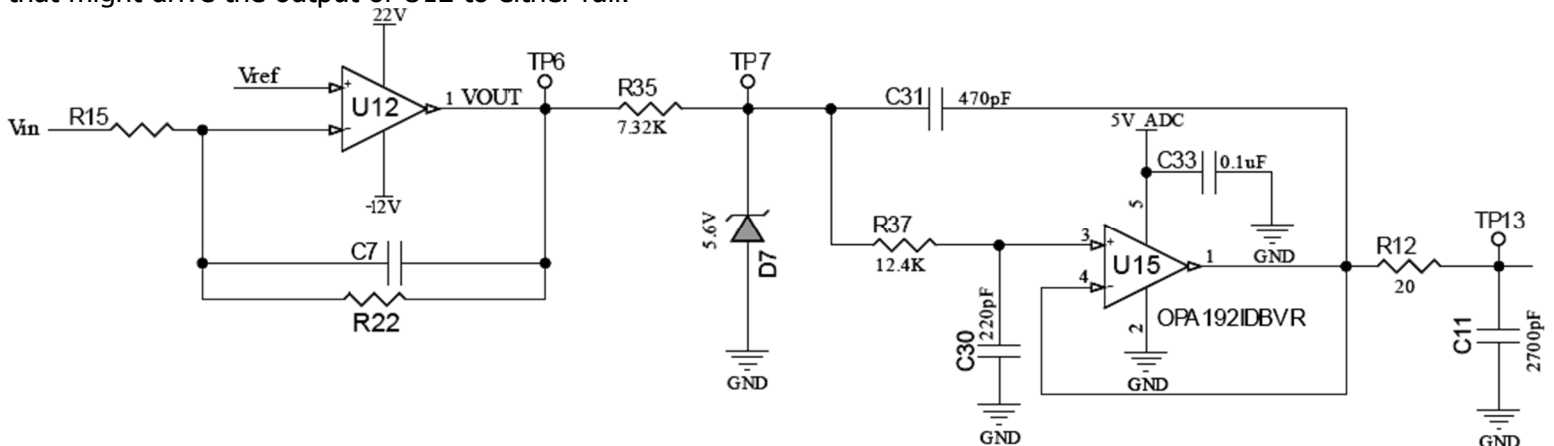 that might drive the output of U12 to either rail.
22V
Vref
+
U12
1 VOUT
TP6
R35
7.32K
TP7
C31
470pF
Vin
R15
-
-12V
C7
R22
5.6V
D7
GND
R37
12.4K
C30
220pF
GND
5V_ADC
C33
0.1uF
GND
5
3
+
U15
1
4
-
2
OPA192IDBVR
GND
R12
20
TP13
C11
2700pF
GND